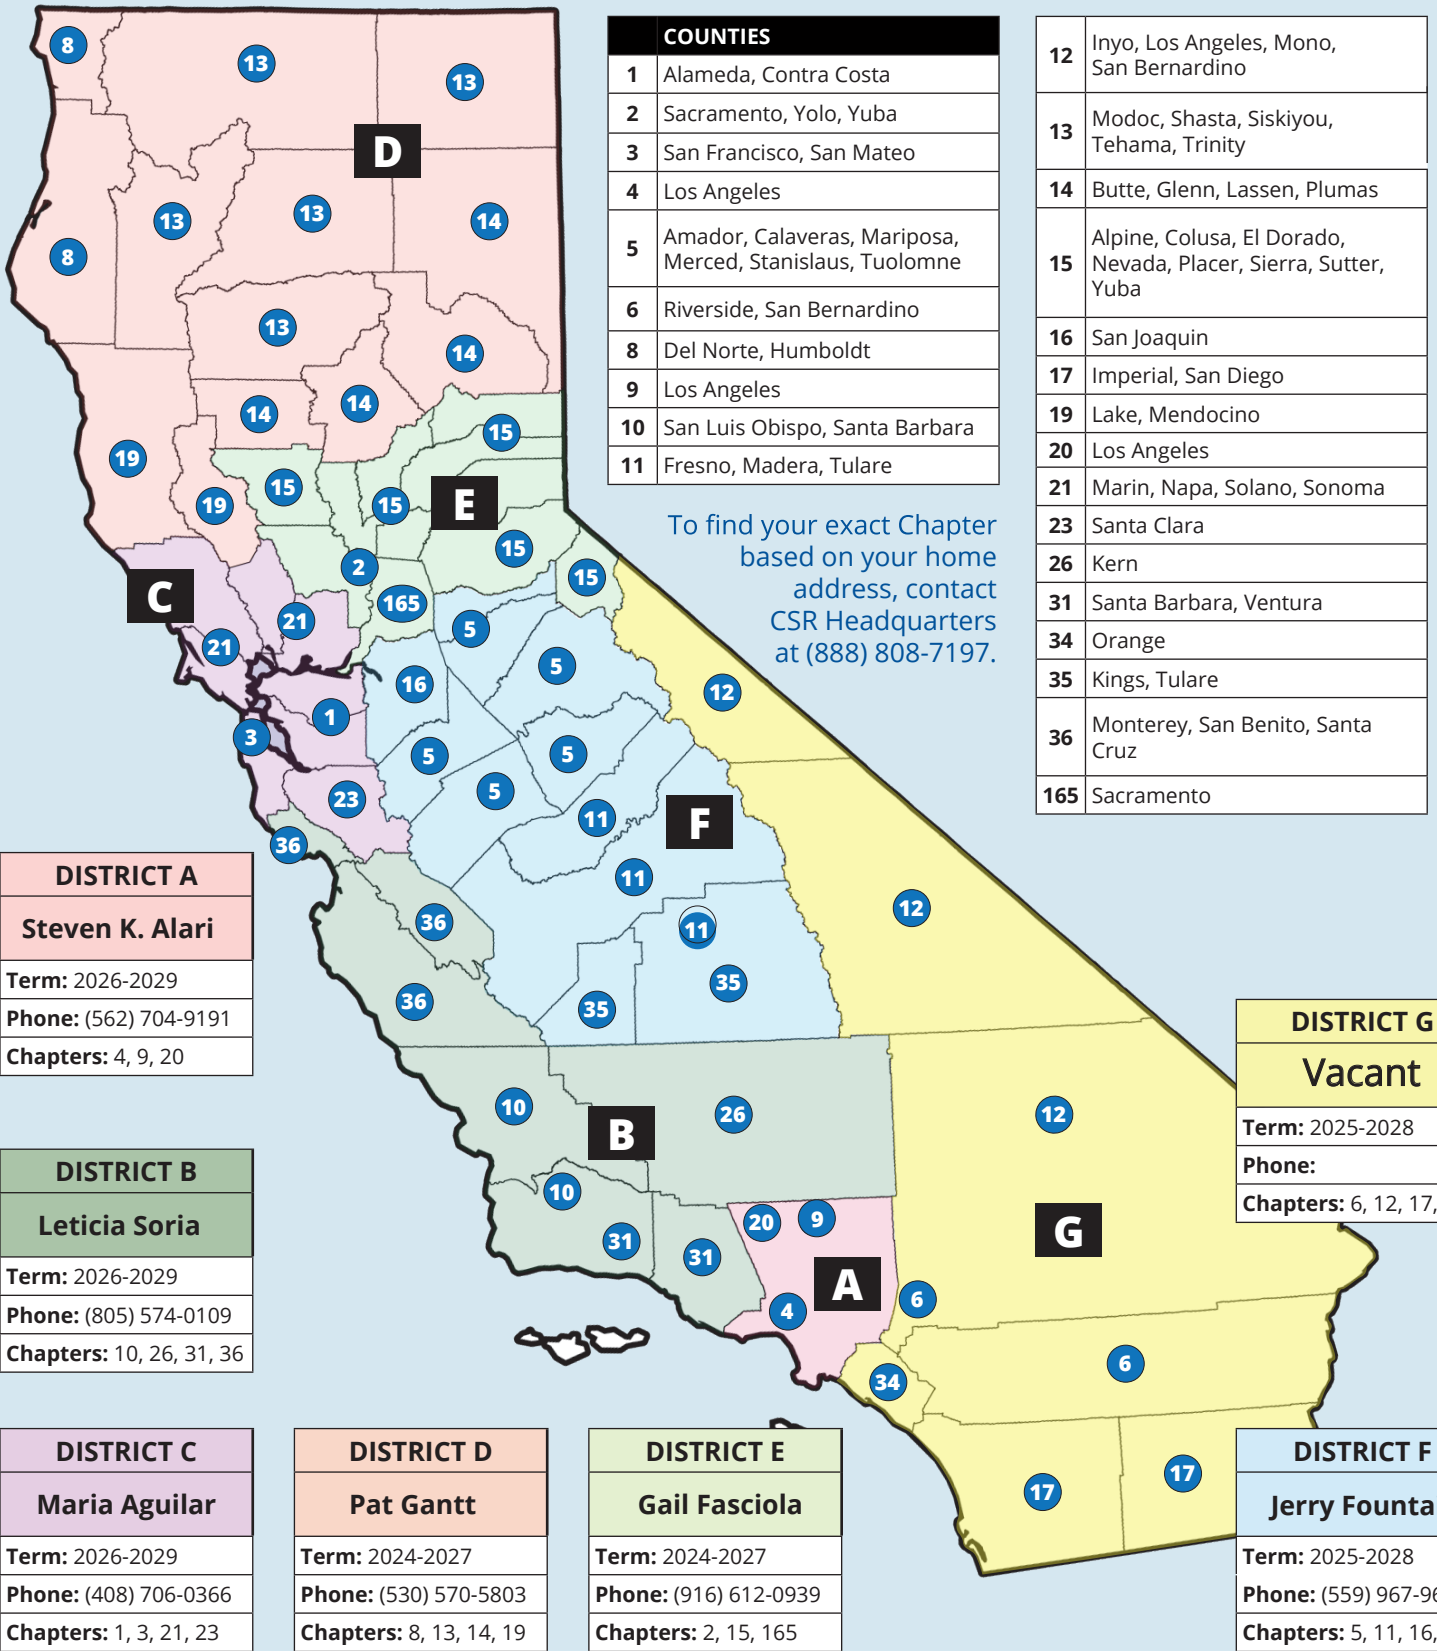 COUNTIES
1 Alameda, Contra Costa
2 Sacramento, Yolo, Yuba
3 San Francisco, San Mateo
4 Los Angeles
5 Amador, Calaveras, Mariposa,
Merced, Stanislaus, Tuolomne
6 Riverside, San Bernardino
8 Del Norte, Humboldt
9 Los Angeles
10 San Luis Obispo, Santa Barbara
11 Fresno, Madera, Tulare
12 Inyo, Los Angeles, Mono,
San Bernardino
13 Modoc, Shasta, Siskiyou,
Tehama, Trinity
14 Butte, Glenn, Lassen, Plumas
15 Alpine, Colusa, El Dorado,
Nevada, Placer, Sierra, Sutter,
Yuba
16 San Joaquin
17 Imperial, San Diego
19 Lake, Mendocino
20 Los Angeles
21 Marin, Napa, Solano, Sonoma
23 Santa Clara
26 Kern
31 Santa Barbara, Ventura
34 Orange
35 Kings, Tulare
36 Monterey, San Benito, Santa
Cruz
165 Sacramento
To find your exact Chapter
based on your home
address, contact
CSR Headquarters
at (888) 808-7197.
8
13
13
D
13
13
14
8
13
14
14
14
15
19
15
19
15
E
15
2
15
C
165
21
5
21
5
16
12
1
3
5
5
5
23
11
F
36
11
12
36
11
35
36
35
10
26
12
B
10
20
9
31
31
G
A
6
4
6
34
17
17
DISTRICT A
Steven K. Alari
Term: 2026-2029
Phone: (562) 704-9191
Chapters: 4, 9, 20
DISTRICT B
Leticia Soria
Term: 2026-2029
Phone: (805) 574-0109
Chapters: 10, 26, 31, 36
DISTRICT C
Maria Aguilar
Term: 2026-2029
Phone: (408) 706-0366
Chapters: 1, 3, 21, 23
DISTRICT D
Pat Gantt
Term: 2024-2027
Phone: (530) 570-5803
Chapters: 8, 13, 14, 19
DISTRICT E
Gail Fasciola
Term: 2024-2027
Phone: (916) 612-0939
Chapters: 2, 15, 165
DISTRICT G
Vacant
Term: 2025-2028
Phone:
Chapters: 6, 12, 17,
DISTRICT F
Jerry Founta
Term: 2025-2028
Phone: (559) 967-96
Chapters: 5, 11, 16,